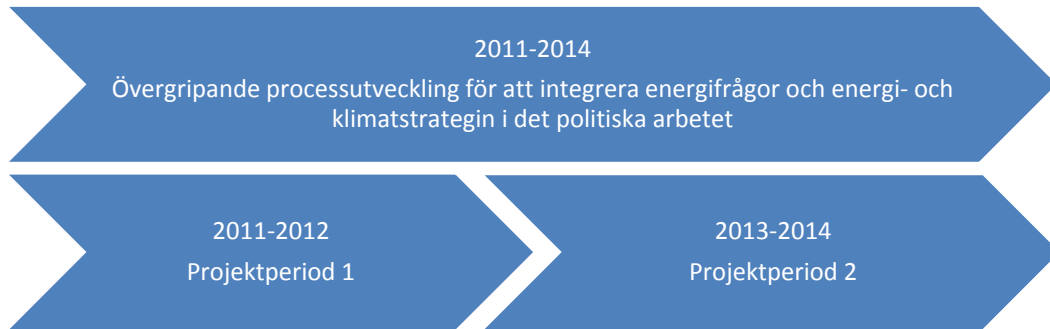 2011-2014
Övergripande processutveckling för att integrera energifrågor och energi- och
klimatstrategin i det politiska arbetet
2011-2012
Projektperiod 1
2013-2014
Projektperiod 2